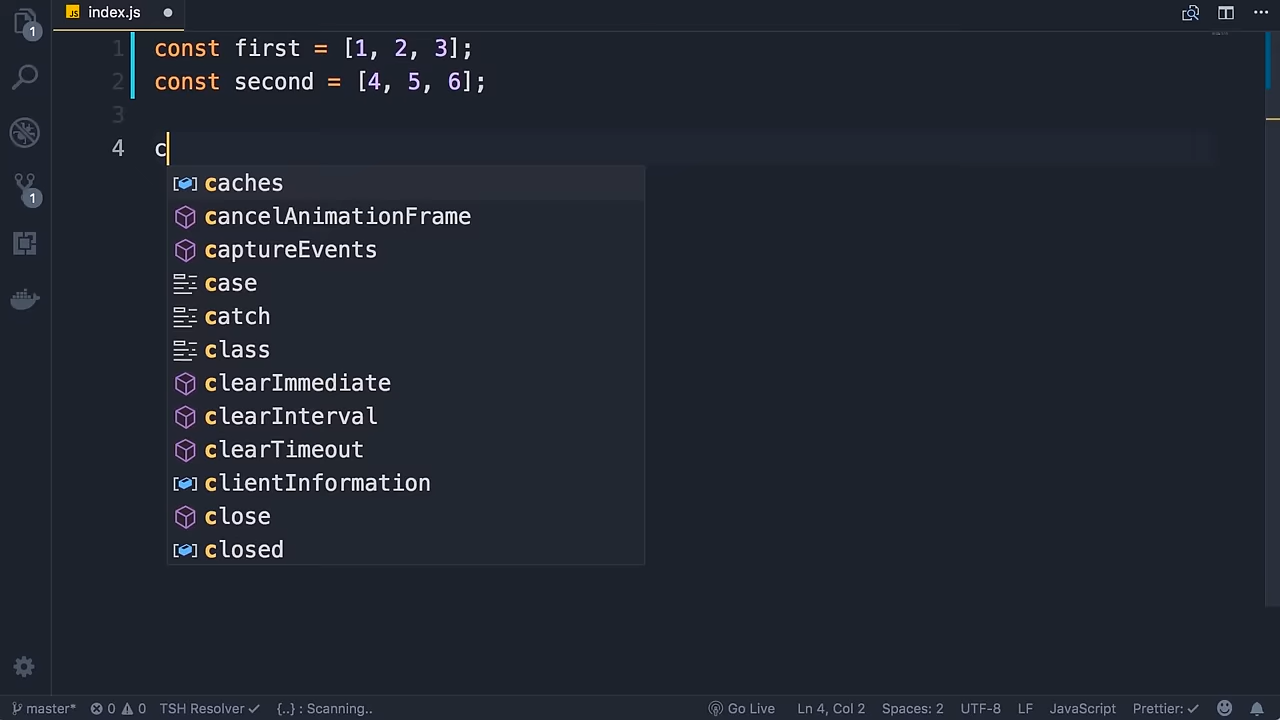 JS index.js
1
1 const first = [1, 2, 3];
2 const second = [4, 5, 6];
3
4 c
caches
cancelAnimationFrame
captureEvents
case
catch
class
clearImmediate
clearInterval
clearTimeout
clientInformation
close
closed
1
master* 0 0 TSH Resolver {..} : Scanning.. Go Live Ln 4, Col 2 Spaces: 2 UTF-8 LF JavaScript Prettier: